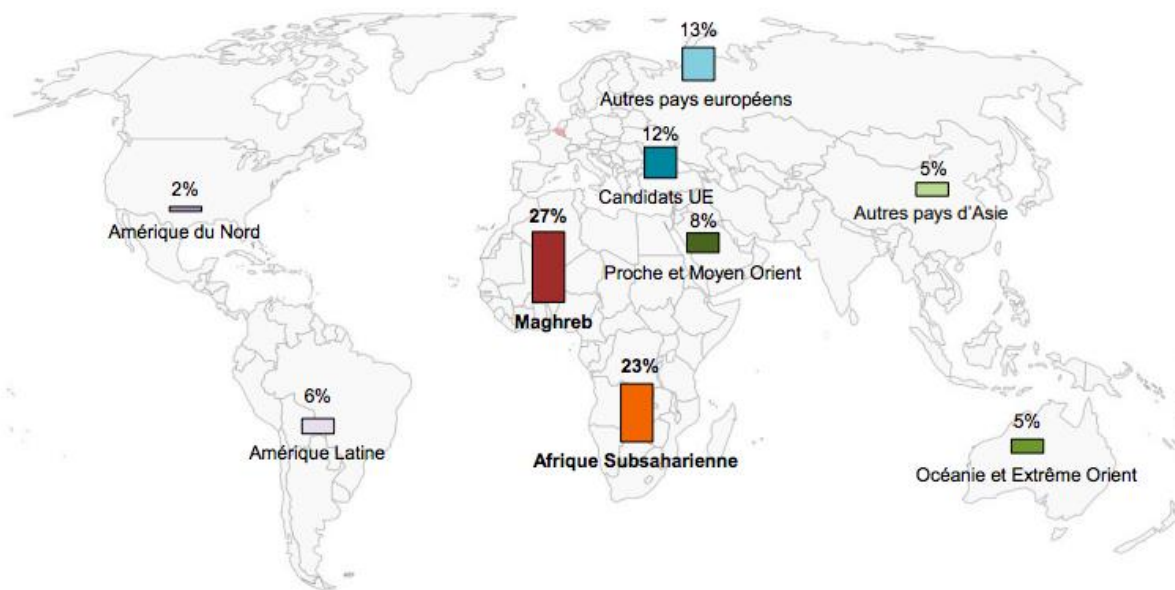 13%
Autres pays européens
12%
Candidats UE
5%
Autres pays d'Asie
2%
Amérique du Nord
27%
Maghreb
8%
Proche et Moyen Orient
23%
Afrique Subsaharienne
6%
Amérique Latine
5%
Océanie et Extrême Orient